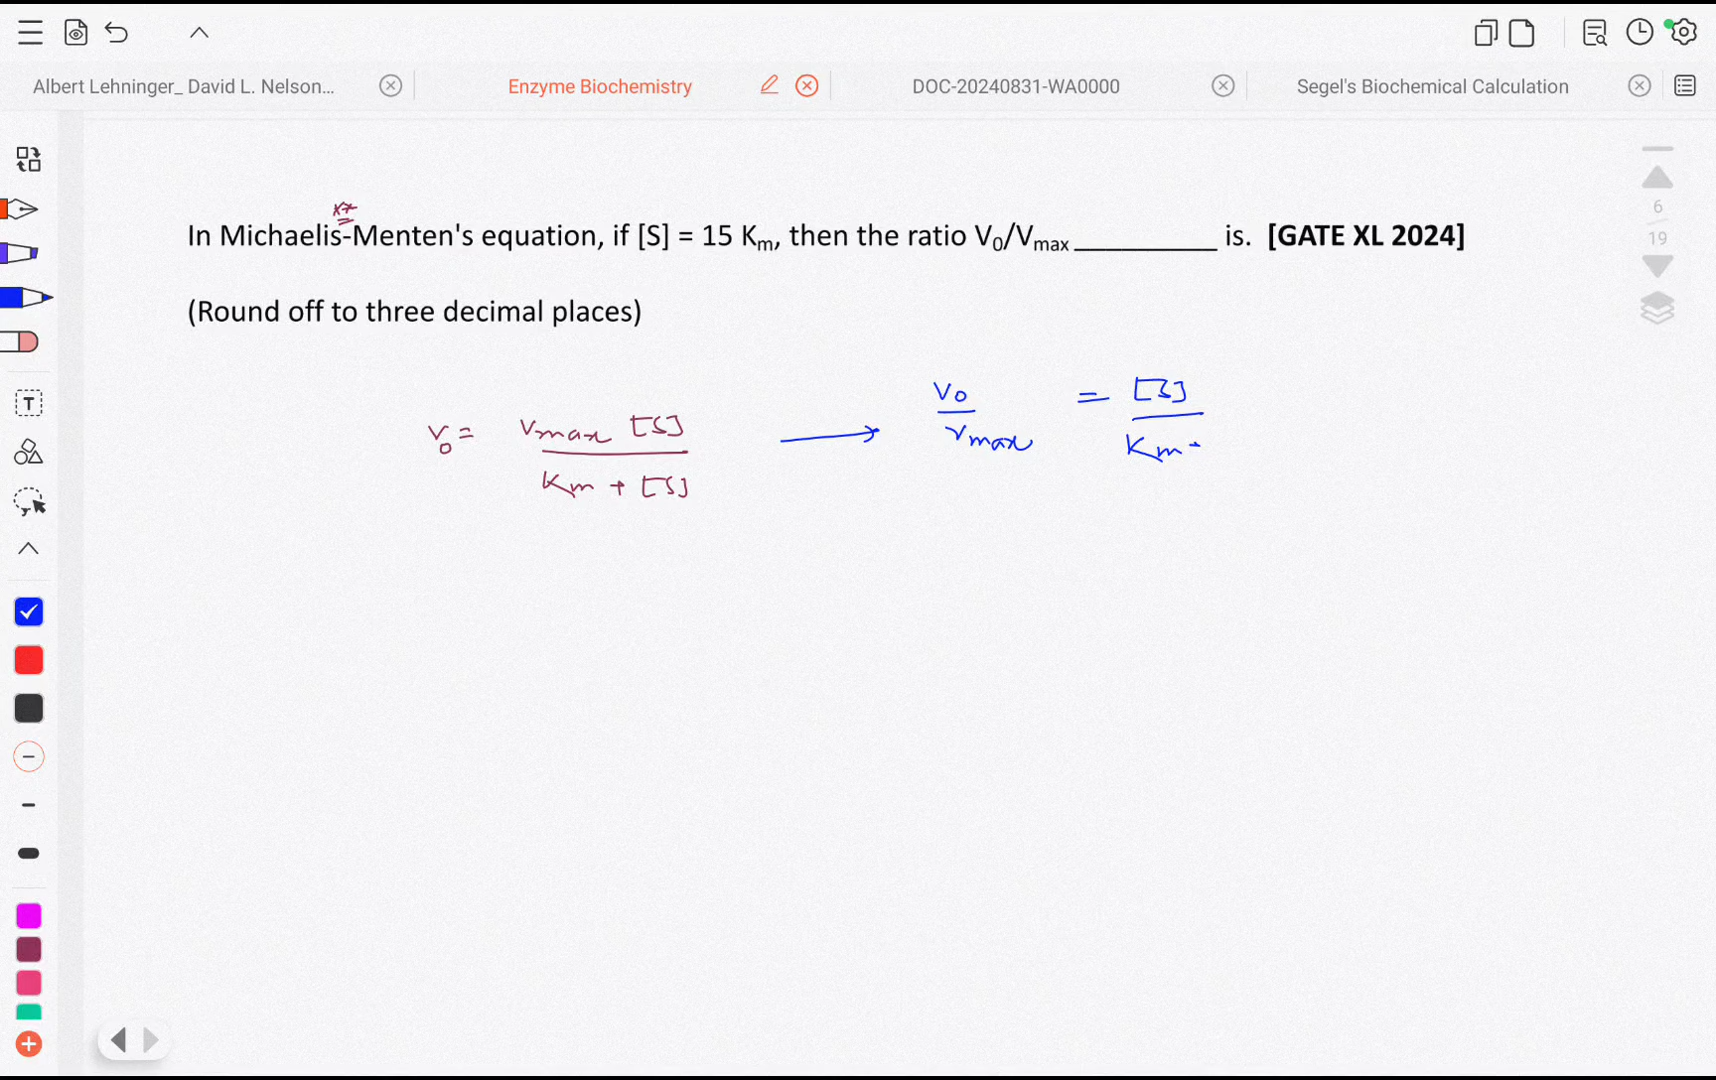 Albert Lehninger_ David L. Nelson... Enzyme Biochemistry DOC-20240831-WA0000 Segel's Biochemical Calculation
In Michaelis-Menten's equation, if [S] = 15 Km, then the ratio V0/Vmax __________ is. [GATE XL 2024]
(Round off to three decimal places)
V0 = Vmax [S] / Km + [S] → V0 / Vmax = [S] / Km +
6
19
T